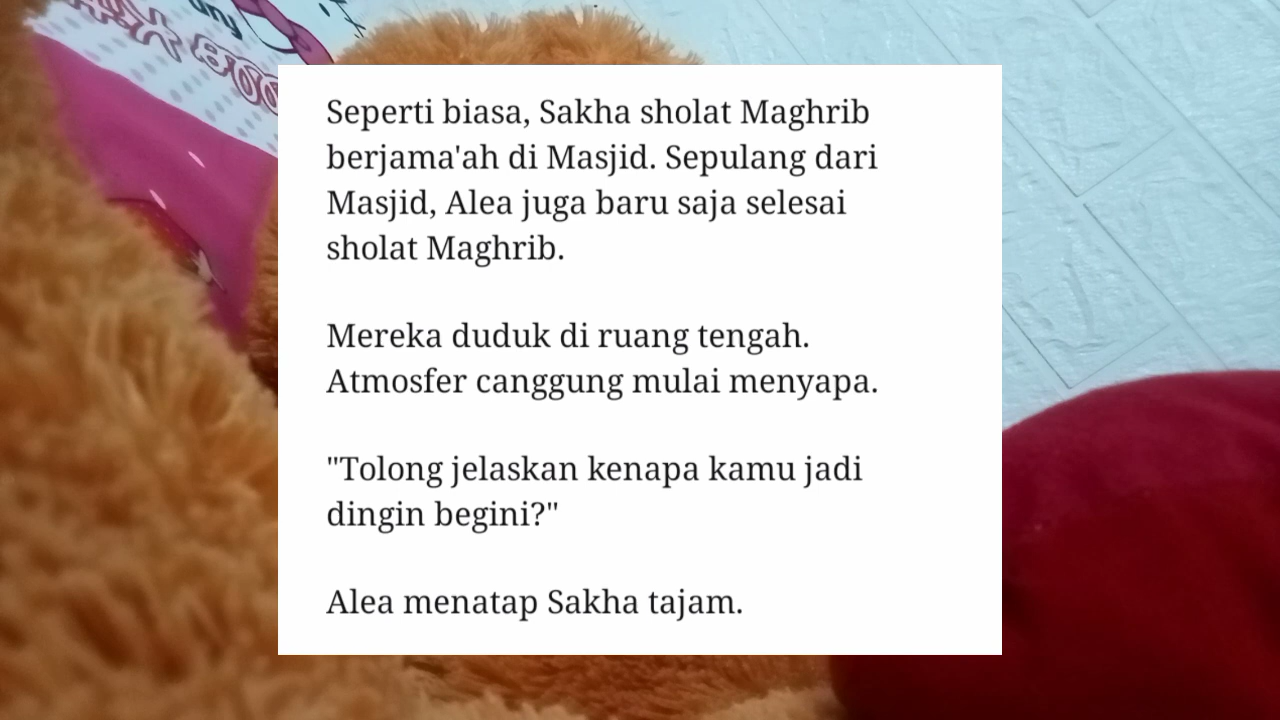 Seperti biasa, Sakha sholat Maghrib
berjama'ah di Masjid. Sepulang dari
Masjid, Alea juga baru saja selesai
sholat Maghrib.
Mereka duduk di ruang tengah.
Atmosfer canggung mulai menyapa.
"Tolong jelaskan kenapa kamu jadi
dingin begini?"
Alea menatap Sakha tajam.